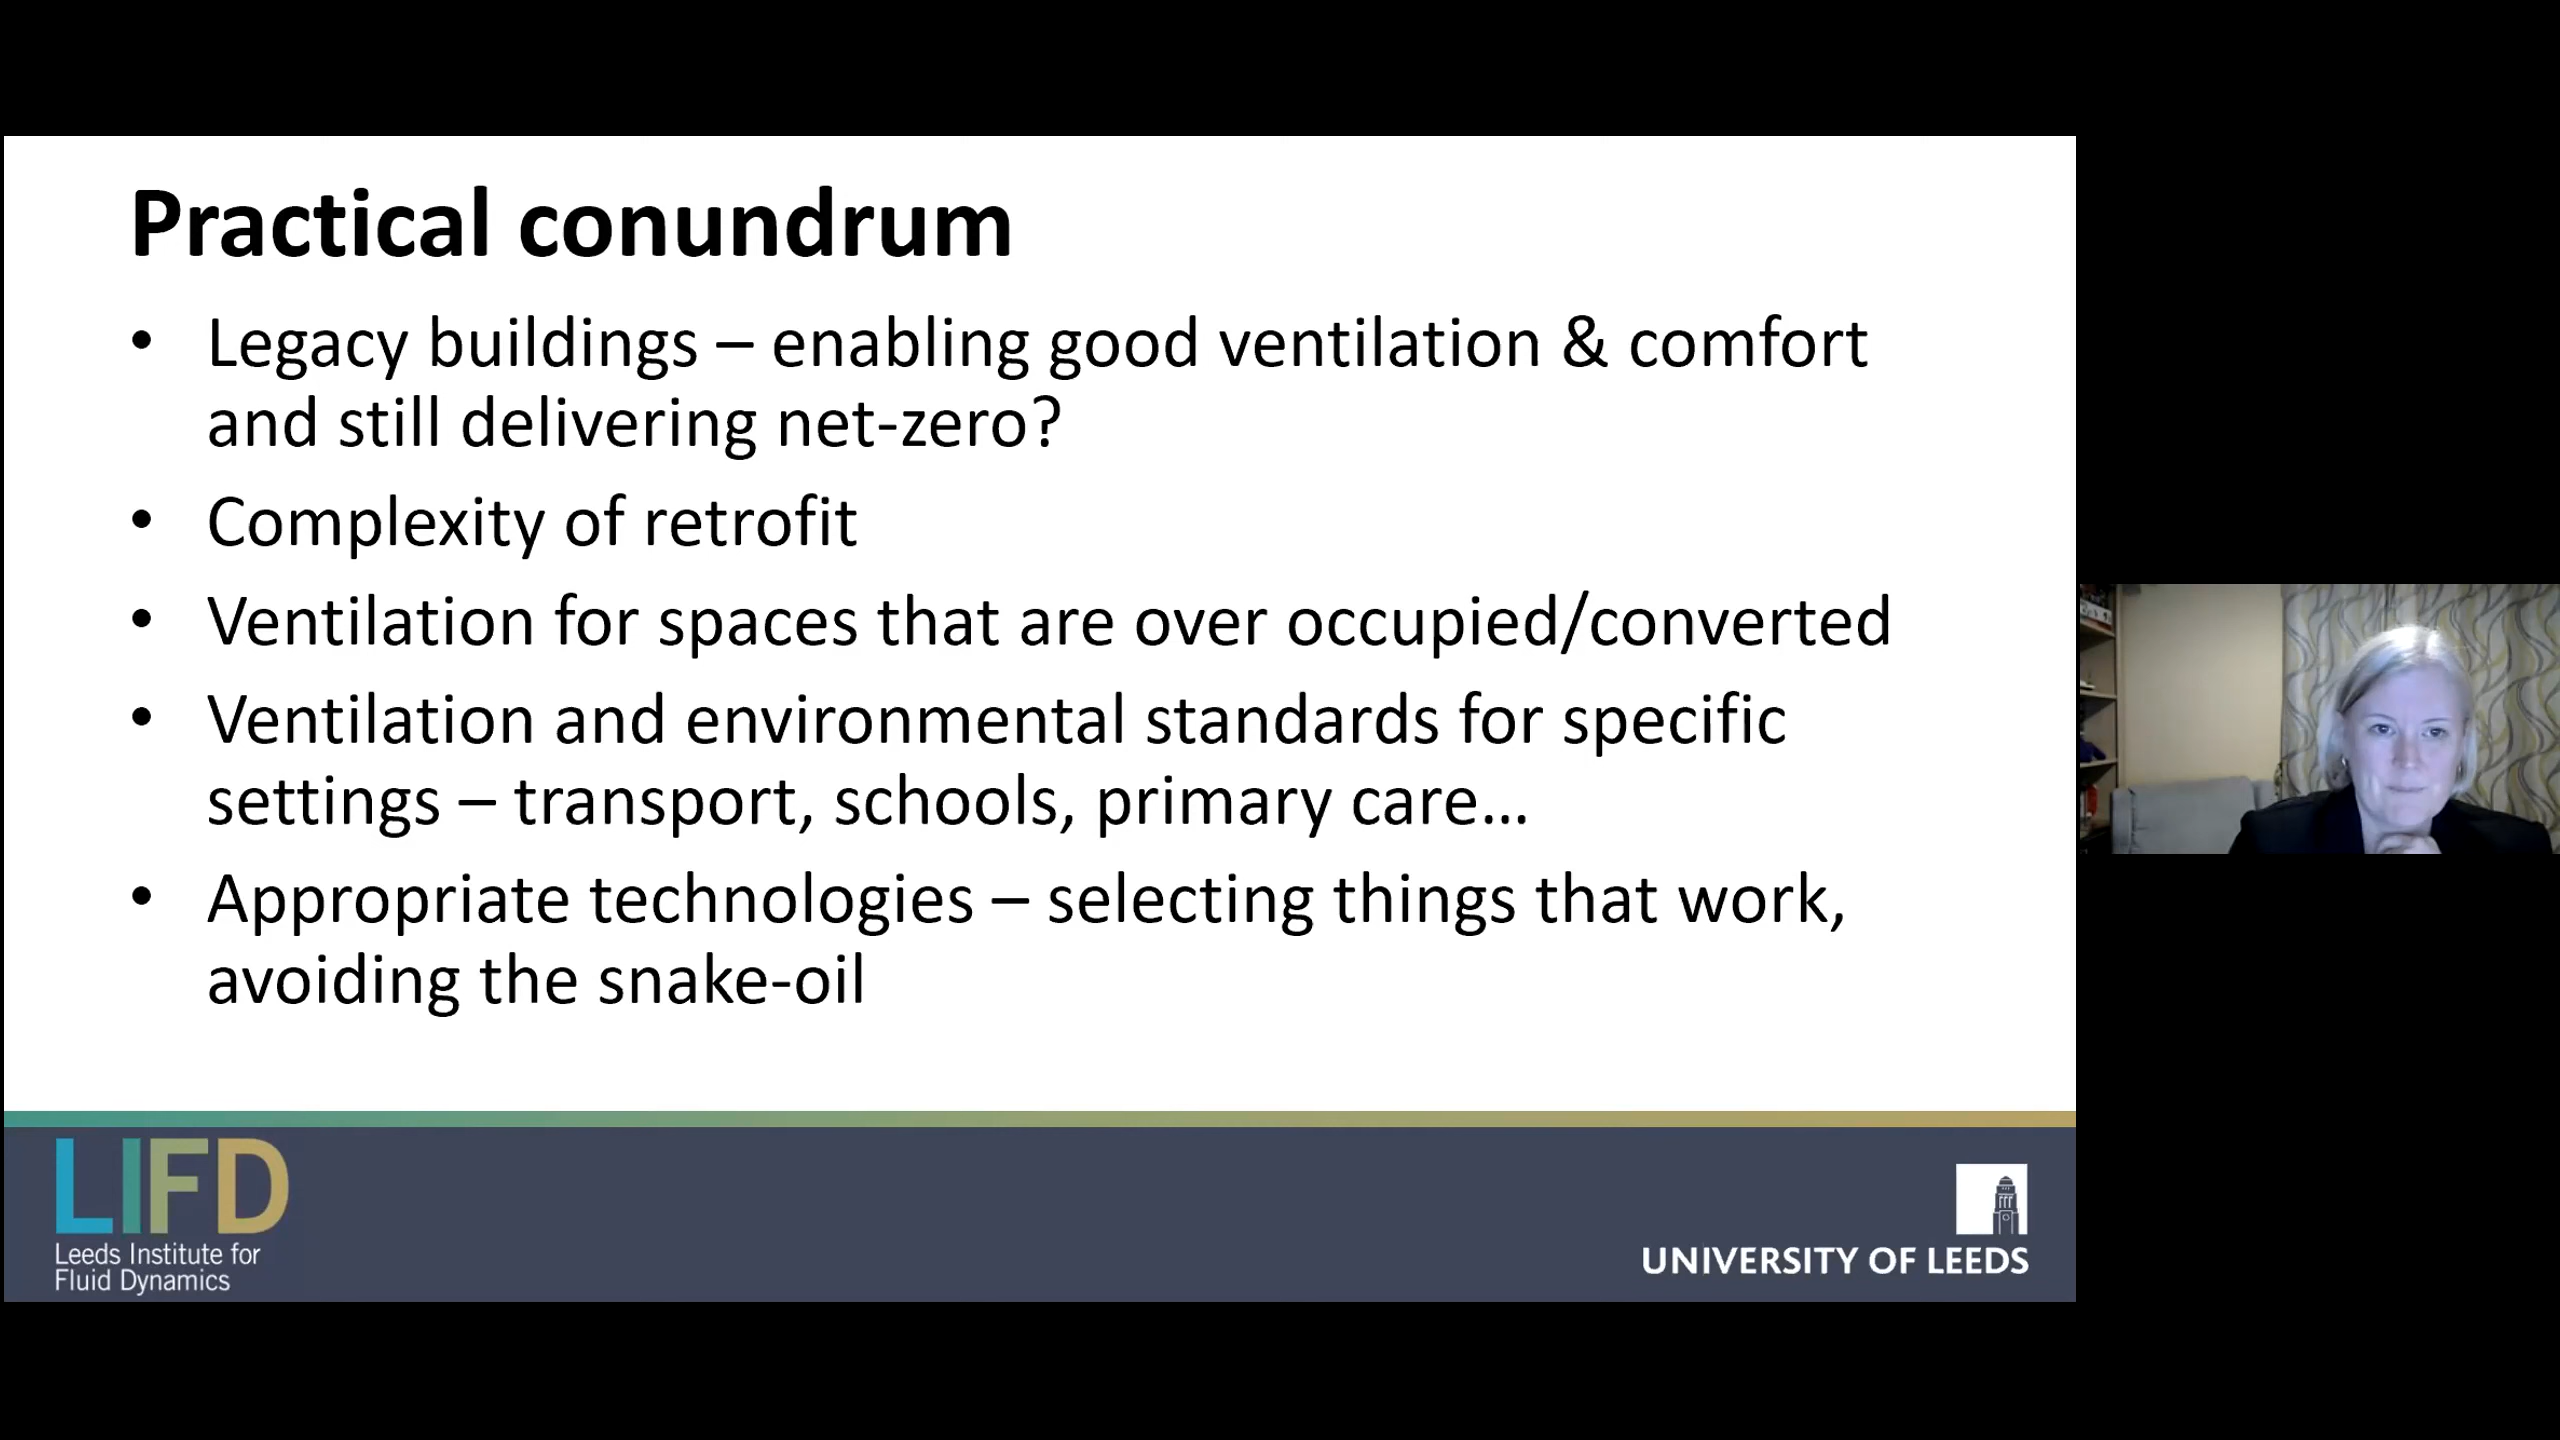 Practical conundrum
• Legacy buildings – enabling good ventilation & comfort
and still delivering net-zero?
• Complexity of retrofit
• Ventilation for spaces that are over occupied/converted
• Ventilation and environmental standards for specific
settings – transport, schools, primary care...
• Appropriate technologies – selecting things that work,
avoiding the snake-oil
LIFD
Leeds Institute for
Fluid Dynamics
UNIVERSITY OF LEEDS